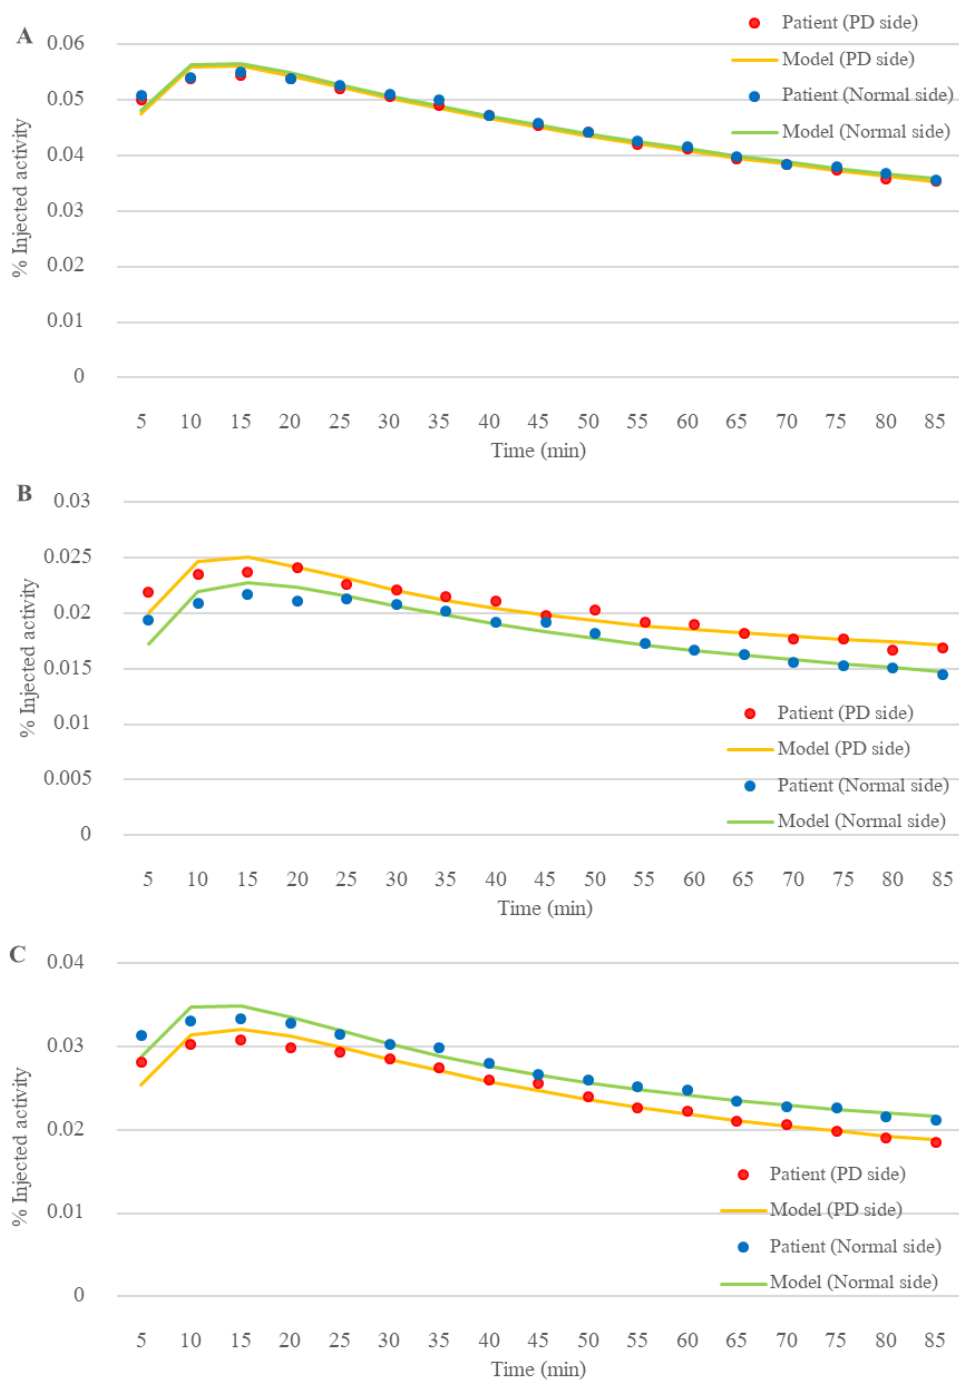 A
Patient (PD side)
Model (PD side)
Patient (Normal side)
Model (Normal side)
0.06
0.05
0.04
0.03
0.02
0.01
0
% Injected activity
5 10 15 20 25 30 35 40 45 50 55 60 65 70 75 80 85
Time (min)
B
0.03
0.025
0.02
0.015
0.01
0.005
0
% Injected activity
Patient (PD side)
Model (PD side)
Patient (Normal side)
Model (Normal side)
5 10 15 20 25 30 35 40 45 50 55 60 65 70 75 80 85
Time (min)
C
0.04
0.03
0.02
0.01
0
% Injected activity
Patient (PD side)
Model (PD side)
Patient (Normal side)
Model (Normal side)
5 10 15 20 25 30 35 40 45 50 55 60 65 70 75 80 85
Time (min)